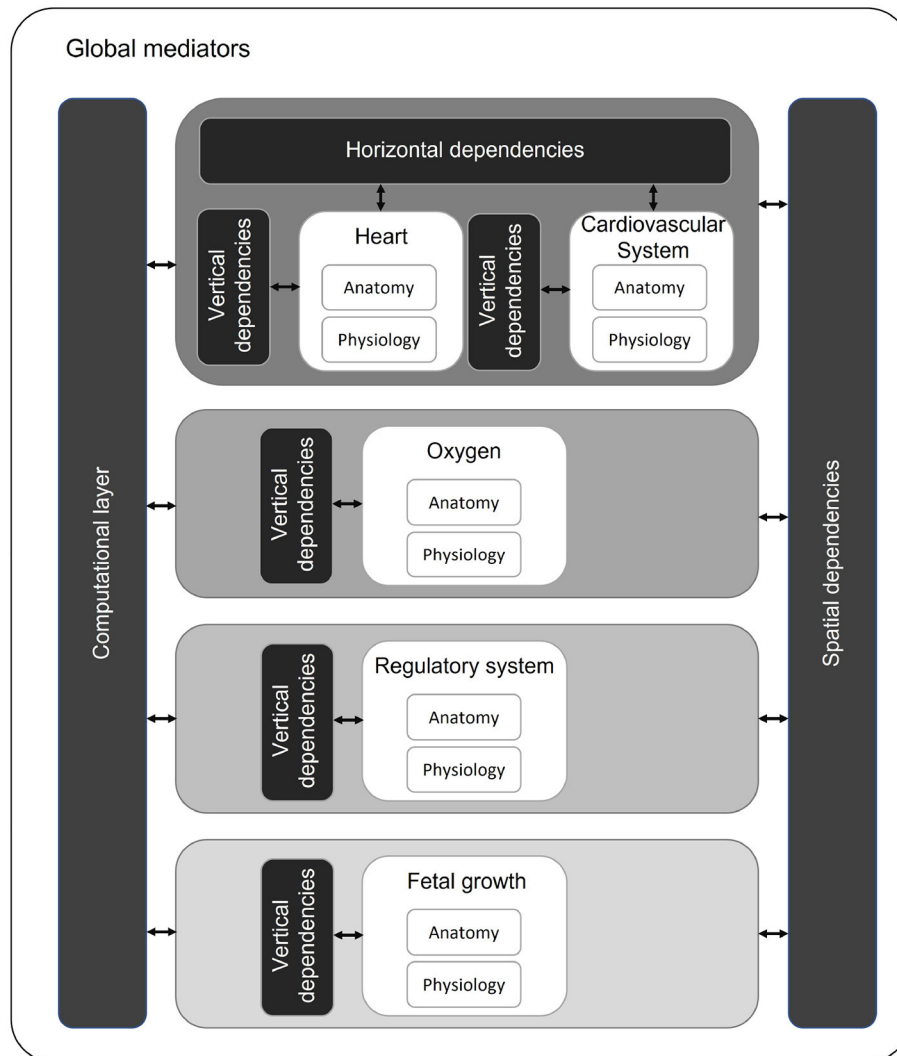 Global mediators
Computational layer
Horizontal dependencies
Vertical
dependencies
Heart
Anatomy
Physiology
Vertical
dependencies
Cardiovascular
System
Anatomy
Physiology
Vertical
dependencies
Oxygen
Anatomy
Physiology
Vertical
dependencies
Regulatory system
Anatomy
Physiology
Vertical
dependencies
Fetal growth
Anatomy
Physiology
Spatial dependencies